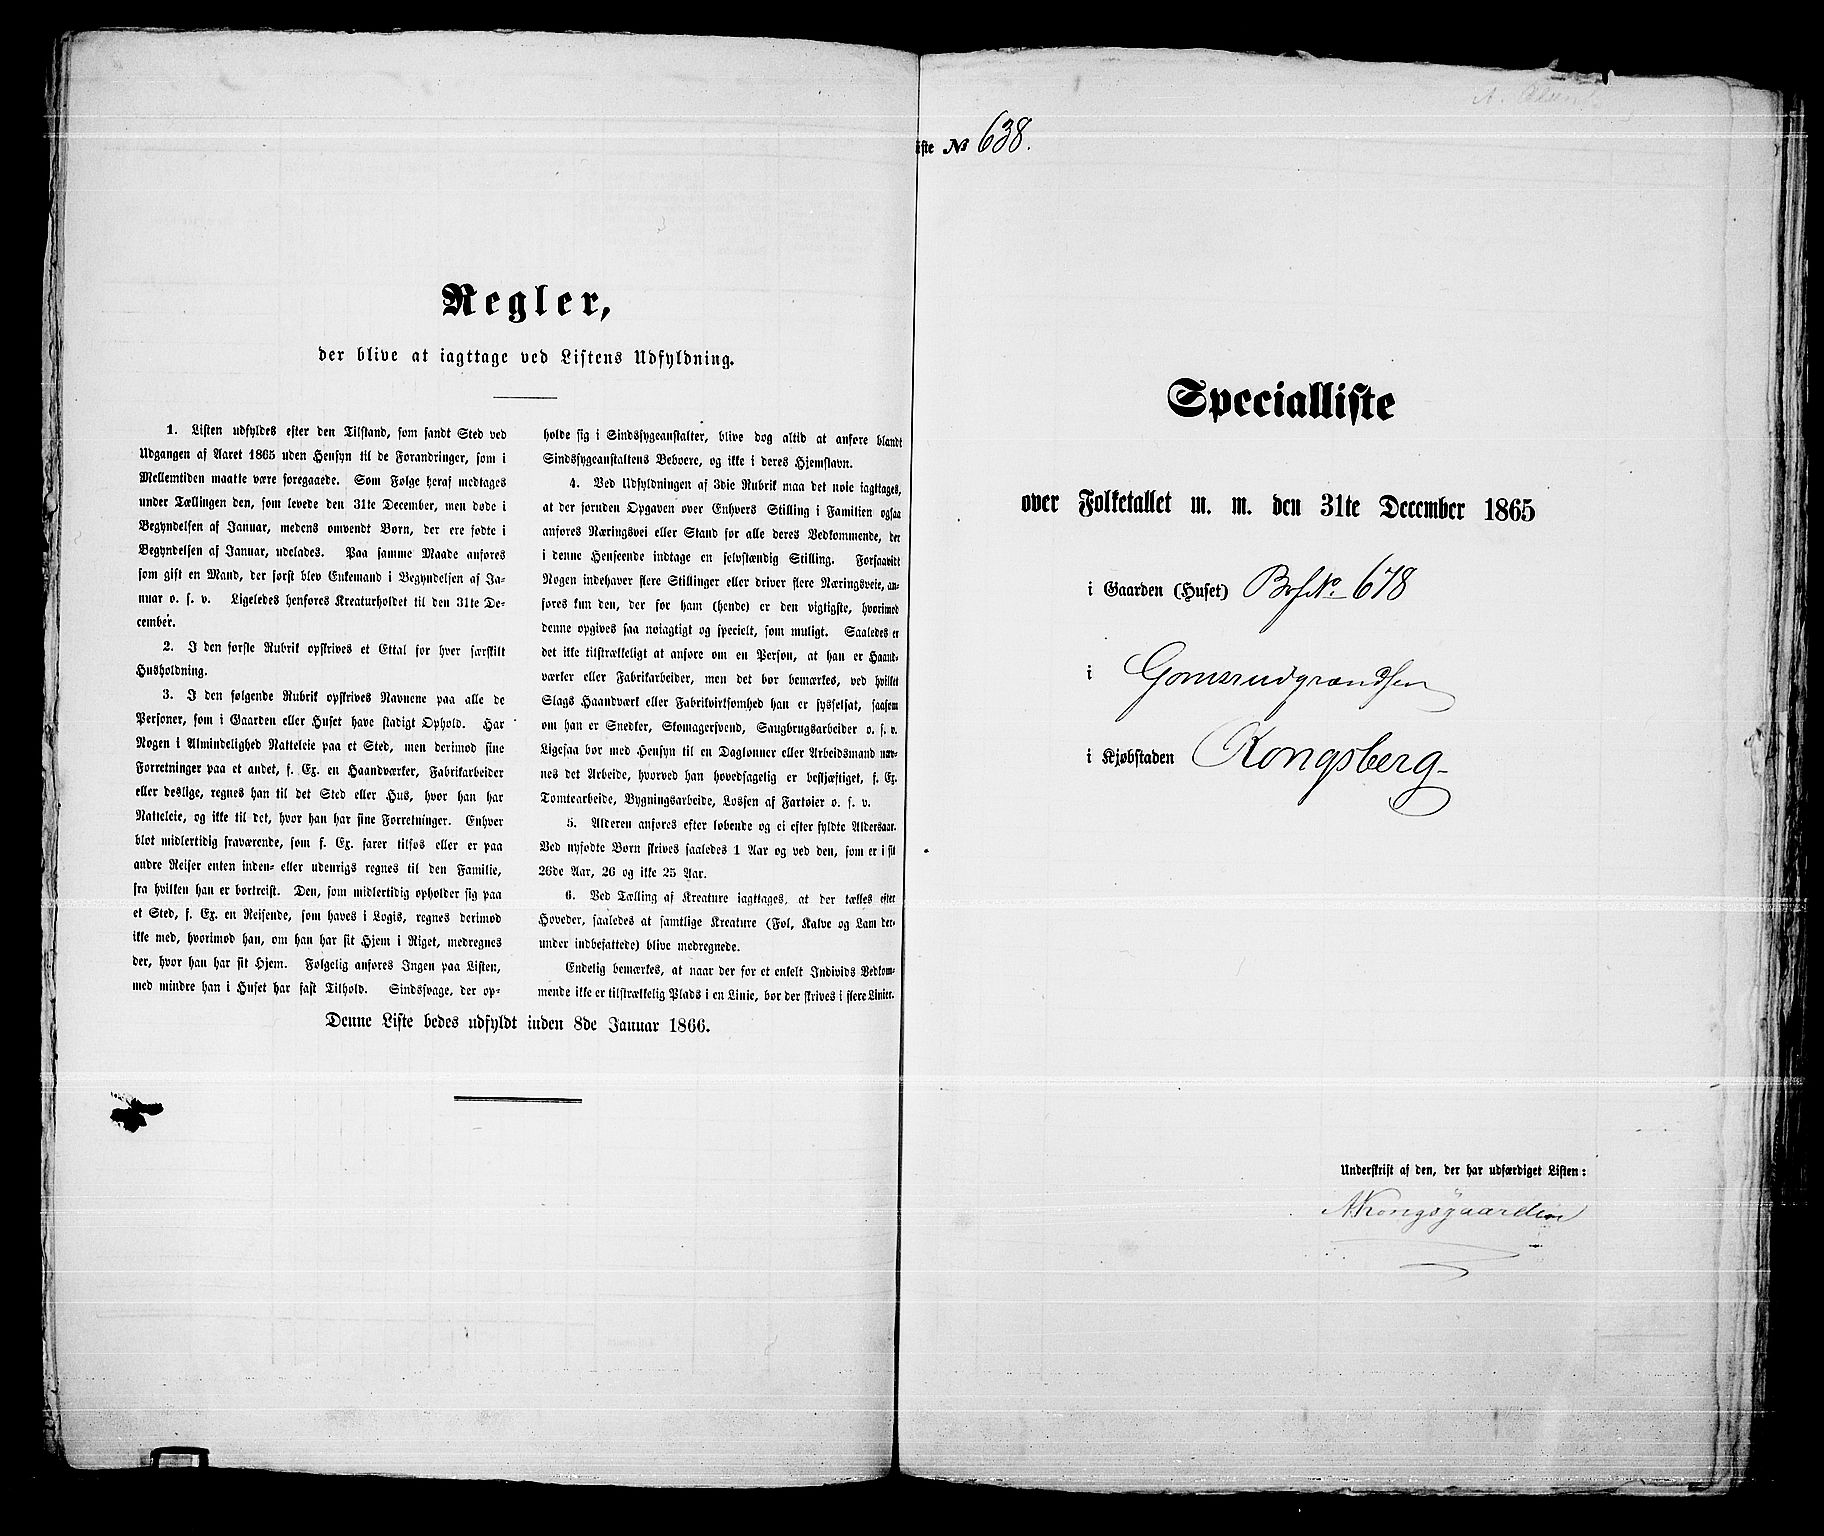 Regler,
der blive at iagttage ved Listens Udfyldning.
1. Listen udfyldes efter den Tilstand, som fandt Sted ved
Udgangen af Aaret 1865 uden Hensyn til de Forandringer, som i
Mellemtiden maatte være foregaaede. Som Følge heraf medtages
under Tællingen den, som levede den 31te December, men døde i
Begyndelsen af Januar, medens omvendt Børn, der ere fødte i
Begyndelsen af Januar, udelades. Paa samme Maade anføres
som gift en Mand, der først blev Enkemand i Begyndelsen af Ja-
nuar o. s. v. Ligeledes henføres Kreaturholdet til den 31te De-
cember.
2. I den første Rubrik opskrives et Ettal for hver særskilt
Husholdning.
3. I den følgende Rubrik opskrives Navnene paa alle de
Personer, som i Gaarden eller Huset have stadigt Ophold. Har
Nogen i Almindelighed Natteleie paa et Sted, men derimod sine
Forretninger paa et andet, f. Ex. en Haandværker, Fabrikarbeider
eller deslige, regnes han til det Sted eller Hus, hvor han har
Natteleie, og ikke til det, hvor han har sine Forretninger. Enhver
blot midlertidig fraværende, som f. Ex. farer tilsøs eller er paa
andre Reiser enten inden- eller udenrigs regnes til den Familie,
fra hvilken han er bortreist. Den, som midlertidig opholder sig paa
et Sted, f. Ex. en Reisende, som haves i Logis, regnes derimod
ikke med, hvorimod han, om han har sit Hjem i Riget, medregnes
der, hvor han har sit Hjem. Følgelig anføres Ingen paa Listen,
med mindre han i Huset har fast Tilhold. Sindssvage, der op-
holde sig i Sindssygeanstalter, blive dog altid at anføre blandt
Sindssygeanstaltens Beboere, og ikke i deres Hjemstavn.
4. Ved Udfyldningen af 3die Rubrik maa det nøie iagttages,
at der foruden Opgaven over Enhvers Stilling i Familien ogsaa
anføres Næringsvei eller Stand for alle deres Vedkommende, der
i denne Henseende indtage en selvstændig Stilling. Forsaavidt
Nogen indehaver flere Stillinger eller driver flere Næringsveie, an-
føres kun den, der for ham (hende) er den vigtigste, hvorimod
denne opgives saa nøiagtigt og specielt, som muligt. Saaledes er
det ikke tilstrækkeligt at anføre om en Person, at han er Haand-
værker eller Fabrikarbeider, men det bør bemærkes, ved hvilket
Slags Haandværk eller Fabrikvirksomhed han er sysselsat, saasom
om han er Snedker, Skomagersvend, Saugbrugsarbeider o. s. v.
Ligesaa bør med Hensyn til en Daglønner eller Arbeidsmand næv-
nes det Arbeide, hvorved han hovedsagelig er beskjæftiget, f. Ex.
Tomtearbeide, Bygningsarbeide, Lossen af Fartøier o. s. v.
5. Alderen anføres efter løbende og ei efter fyldte Aldersaar.
Ved nyfødte Børn skrives saaledes 1 Aar og ved den, som er i sit
26de Aar, 26 og ikke 25 Aar.
6. Ved Tælling af Kreature iagttages, at der tælles efter
Hoveder, saaledes at samtlige Kreature (Føl, Kalve og Lam der-
under indbefattede) blive medregnede.
Endelig bemærkes, at naar der for et enkelt Individs Vedkom-
mende ikke er tilstrækkelig Plads i en Linie, bør der skrives i flere Linier.
Denne Liste bedes udfyldt inden 8de Januar 1866.
iste № 638.
Specialliste
over Folketallet m. m. den 31te December 1865
i Gaarden (Huset) 678
i Gomsrudgrændsen
i Kjøbstaden Kongsberg
Underskrift af den, der har udfærdiget Listen:
AKongsgaarden